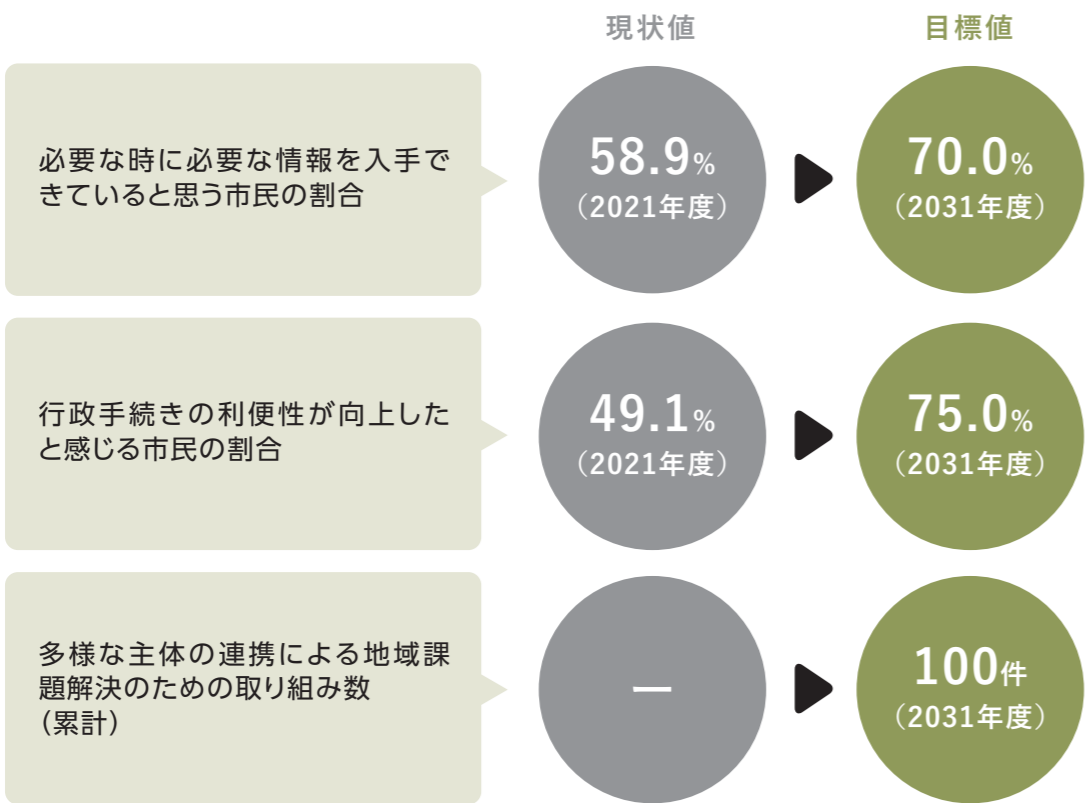 現状値
目標値
必要な時に必要な情報を入手で
きていると思う市民の割合
58.9%
（2021年度）
70.0%
（2031年度）
行政手続きの利便性が向上した
と感じる市民の割合
49.1%
（2021年度）
75.0%
（2031年度）
多様な主体の連携による地域課
題解決のための取り組み数
（累計）
ー
100件
（2031年度）